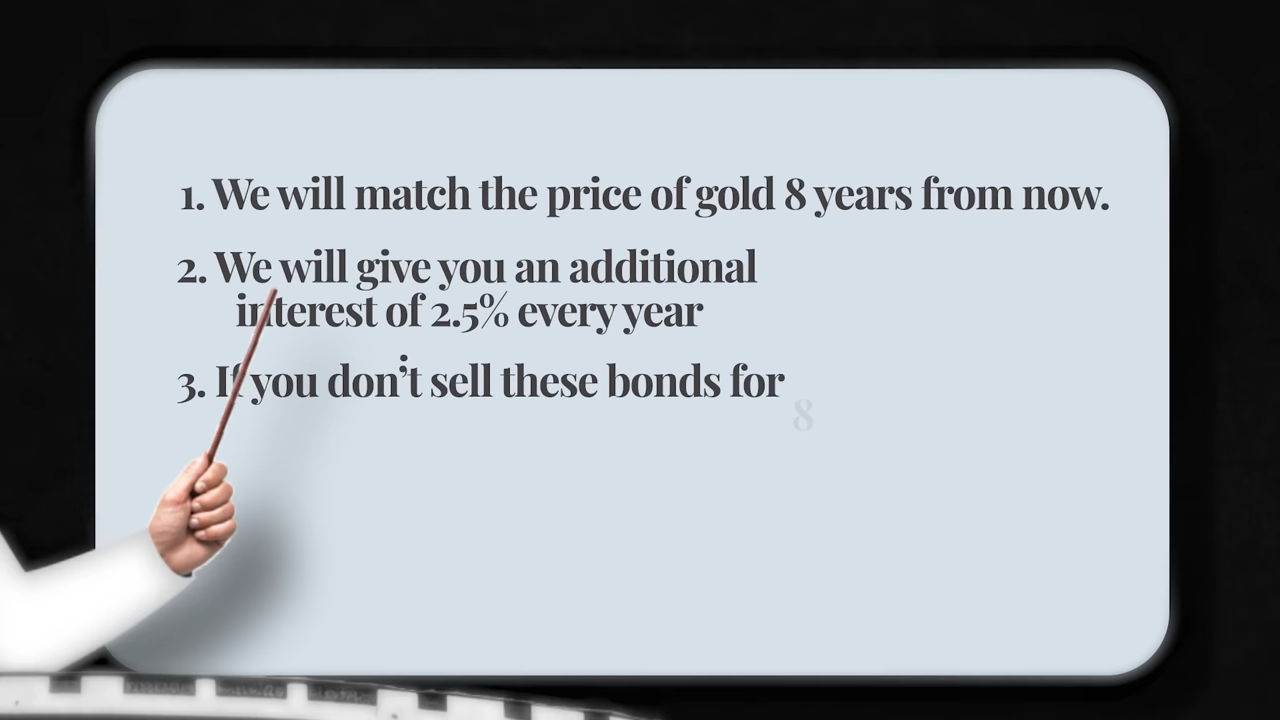 1. We will match the price of gold 8 years from now.
2. We will give you an additional
interest of 2.5% every year
3. If you don't sell these bonds for
8